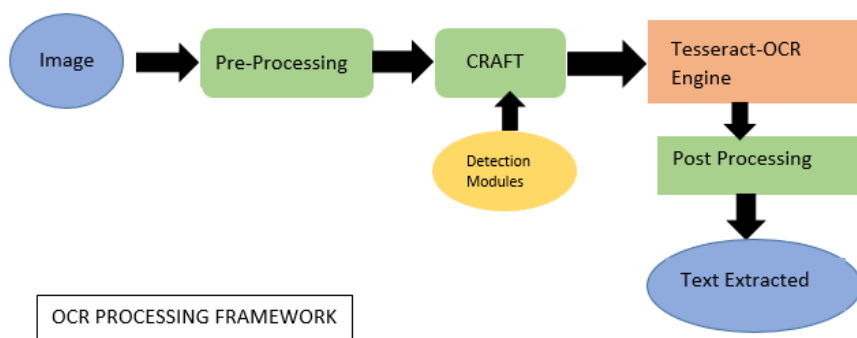 Image
Pre-Processing
CRAFT
Tesseract-OCR
Engine
Detection
Modules
Post Processing
Text Extracted
OCR PROCESSING FRAMEWORK